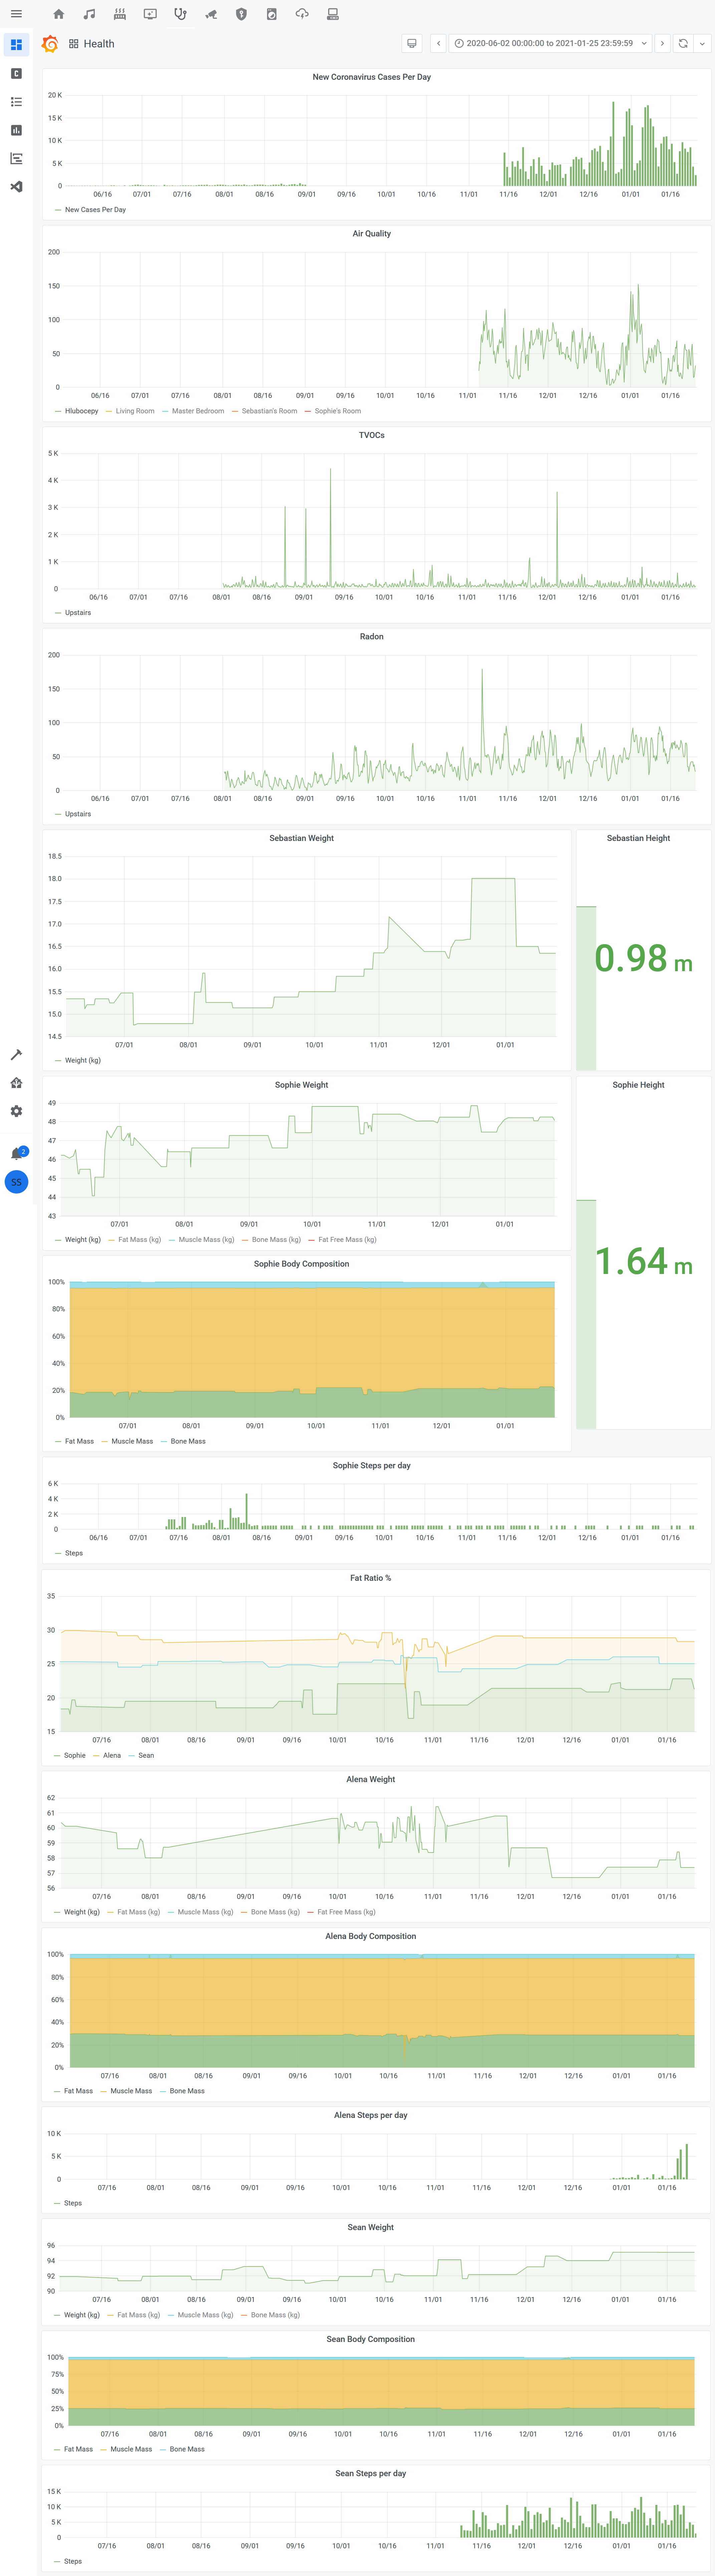 Health
2020-06-02 00:00:00 to 2021-01-25 23:59:59
New Coronavirus Cases Per Day
20 K
15 K
10 K
5 K
0
06/16 07/01 07/16 08/01 08/16 09/01 09/16 10/01 10/16 11/01 11/16 12/01 12/16 01/01 01/16
New Cases Per Day
Air Quality
200
150
100
50
0
06/16 07/01 07/16 08/01 08/16 09/01 09/16 10/01 10/16 11/01 11/16 12/01 12/16 01/01 01/16
Hlubocepy Living Room Master Bedroom Sebastian's Room Sophie's Room
TVOCs
5 K
4 K
3 K
2 K
1 K
0
06/16 07/01 07/16 08/01 08/16 09/01 09/16 10/01 10/16 11/01 11/16 12/01 12/16 01/01 01/16
Upstairs
Radon
200
150
100
50
0
06/16 07/01 07/16 08/01 08/16 09/01 09/16 10/01 10/16 11/01 11/16 12/01 12/16 01/01 01/16
Upstairs
Sebastian Weight
18.5
18.0
17.5
17.0
16.5
16.0
15.5
15.0
14.5
07/01 08/01 09/01 10/01 11/01 12/01 01/01
Weight (kg)
Sebastian Height
0.98 m
Sophie Weight
49
48
47
46
45
44
43
07/01 08/01 09/01 10/01 11/01 12/01 01/01
Weight (kg) Fat Mass (kg) Muscle Mass (kg) Bone Mass (kg) Fat Free Mass (kg)
Sophie Height
1.64 m
Sophie Body Composition
100%
80%
60%
40%
20%
0%
07/01 08/01 09/01 10/01 11/01 12/01 01/01
Fat Mass Muscle Mass Bone Mass
2
SS
Sophie Steps per day
6 K
4 K
2 K
0
06/16 07/01 07/16 08/01 08/16 09/01 09/16 10/01 10/16 11/01 11/16 12/01 12/16 01/01 01/16
Steps
Fat Ratio %
35
30
25
20
15
07/16 08/01 08/16 09/01 09/16 10/01 10/16 11/01 11/16 12/01 12/16 01/01 01/16
Sophie Alena Sean
Alena Weight
62
61
60
59
58
57
56
07/16 08/01 08/16 09/01 09/16 10/01 10/16 11/01 11/16 12/01 12/16 01/01 01/16
Weight (kg) Fat Mass (kg) Muscle Mass (kg) Bone Mass (kg) Fat Free Mass (kg)
Alena Body Composition
100%
80%
60%
40%
20%
0%
07/16 08/01 08/16 09/01 09/16 10/01 10/16 11/01 11/16 12/01 12/16 01/01 01/16
Fat Mass Muscle Mass Bone Mass
Alena Steps per day
10 K
5 K
0
07/16 08/01 08/16 09/01 09/16 10/01 10/16 11/01 11/16 12/01 12/16 01/01 01/16
Steps
Sean Weight
96
94
92
90
07/16 08/01 08/16 09/01 09/16 10/01 10/16 11/01 11/16 12/01 12/16 01/01 01/16
Weight (kg) Fat Mass (kg) Muscle Mass (kg) Bone Mass (kg)
Sean Body Composition
100%
75%
50%
25%
0%
07/16 08/01 08/16 09/01 09/16 10/01 10/16 11/01 11/16 12/01 12/16 01/01 01/16
Fat Mass Muscle Mass Bone Mass
Sean Steps per day
15 K
10 K
5 K
0
07/16 08/01 08/16 09/01 09/16 10/01 10/16 11/01 11/16 12/01 12/16 01/01 01/16
Steps